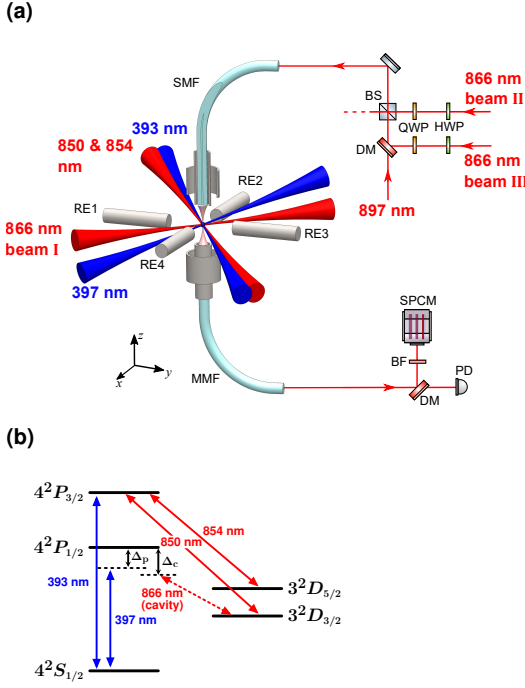 (a)
SMF
866 nm
beam II
BS
QWP
HWP
DM
866 nm
beam III
897 nm
393 nm
850 & 854
nm
RE2
RE1
866 nm
beam I
RE3
RE4
397 nm
SPCM
BF
PD
z
x
y
MMF
DM
(b)
4²P₃/₂
854 nm
850 nm
4²P₁/₂
Δp
Δc
393 nm
866 nm
(cavity)
3²D₅/₂
397 nm
3²D₃/₂
4²S₁/₂